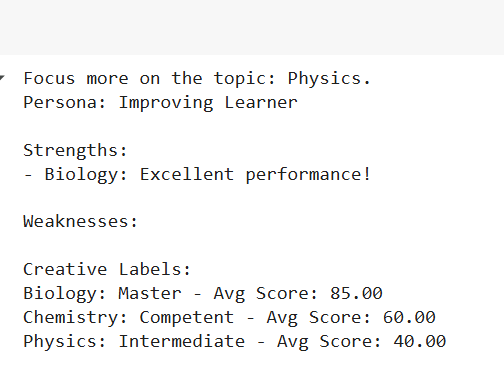 Focus more on the topic: Physics.
Persona: Improving Learner
Strengths:
- Biology: Excellent performance!
Weaknesses:
Creative Labels:
Biology: Master - Avg Score: 85.00
Chemistry: Competent - Avg Score: 60.00
Physics: Intermediate - Avg Score: 40.00